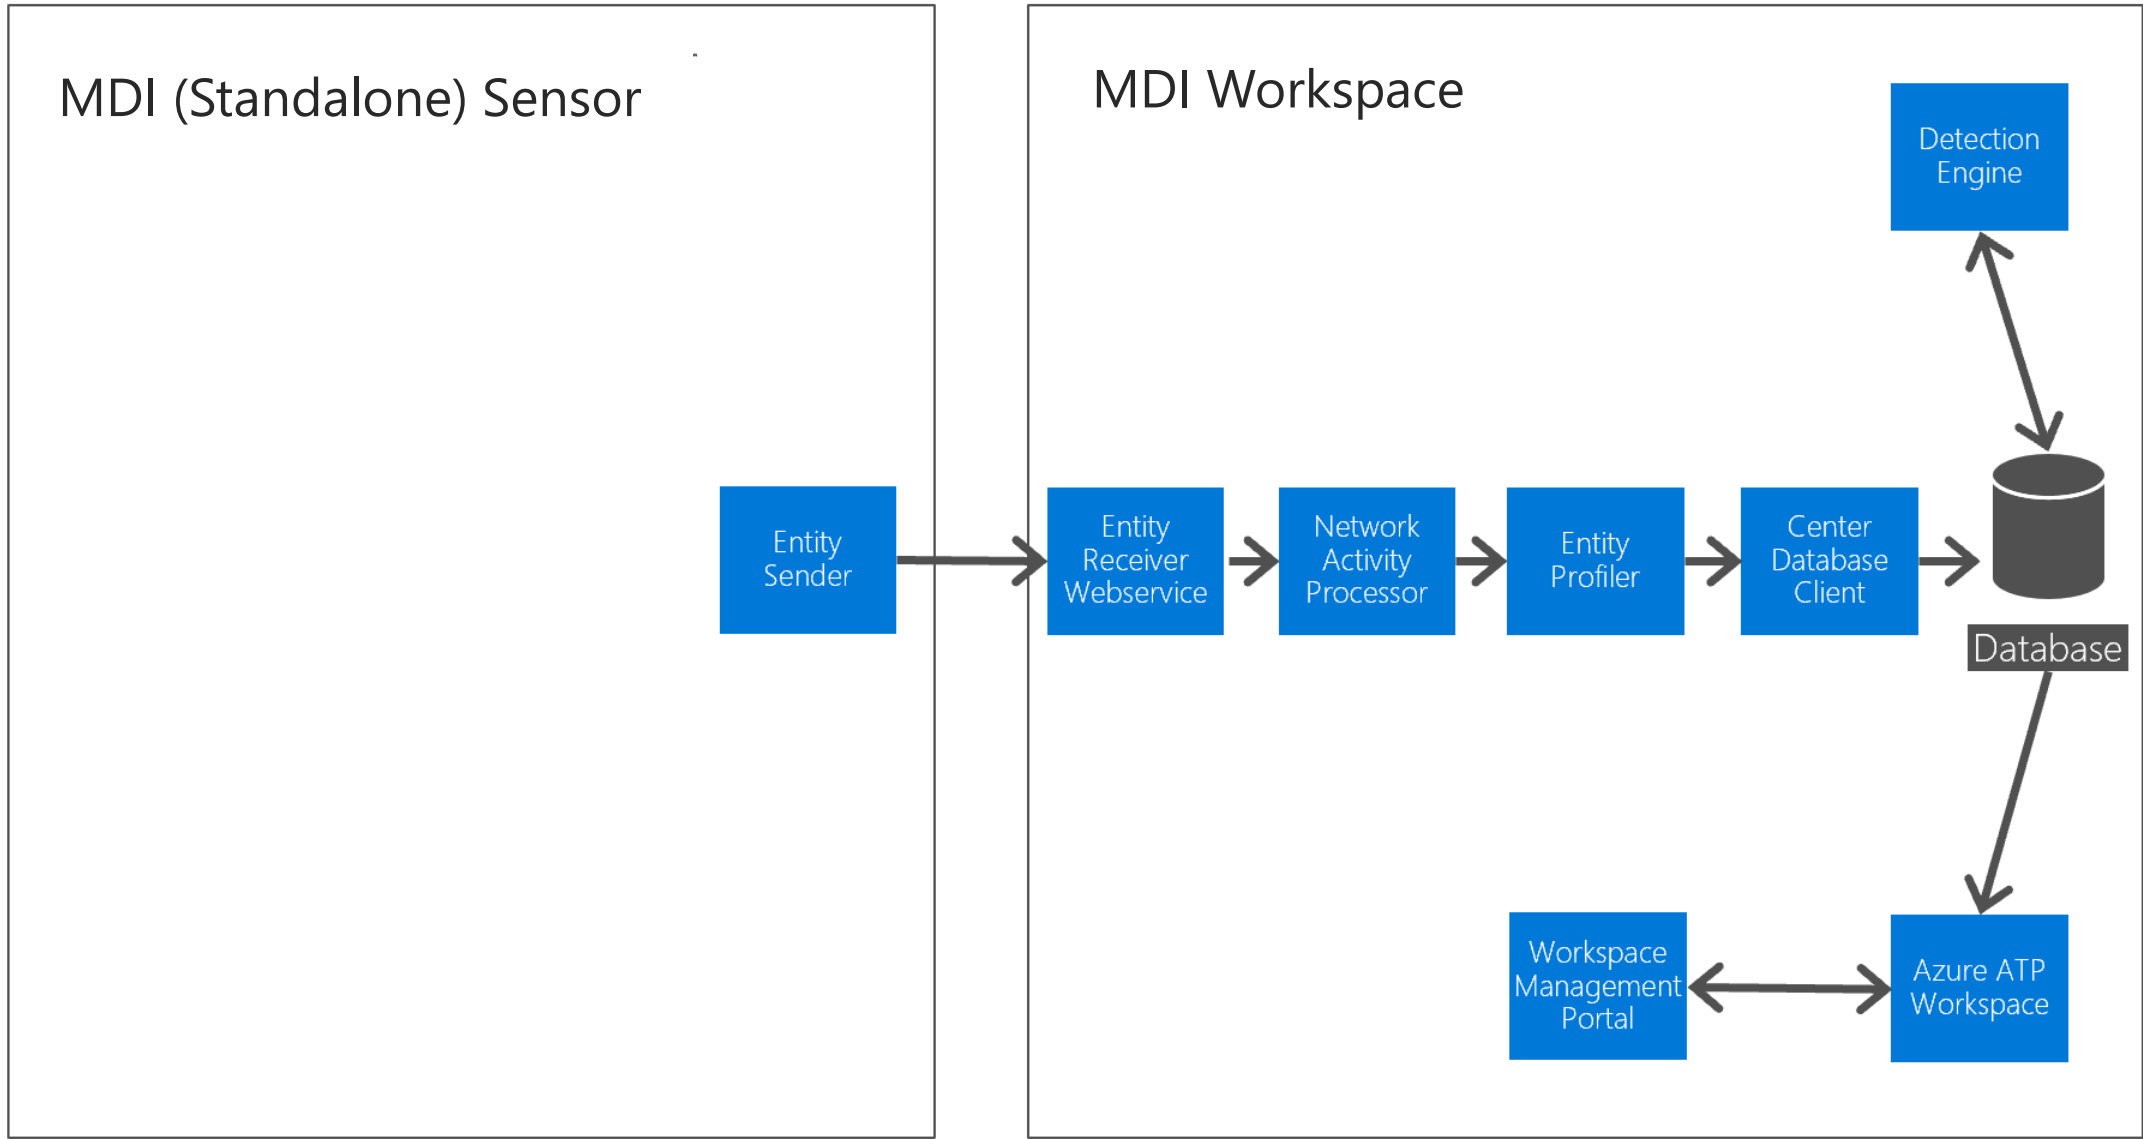 MDI (Standalone) Sensor
MDI Workspace
Detection
Engine
Entity
Sender
Entity
Receiver
Webservice
Network
Activity
Processor
Entity
Profiler
Center
Database
Client
Database
Workspace
Management
Portal
Azure ATP
Workspace